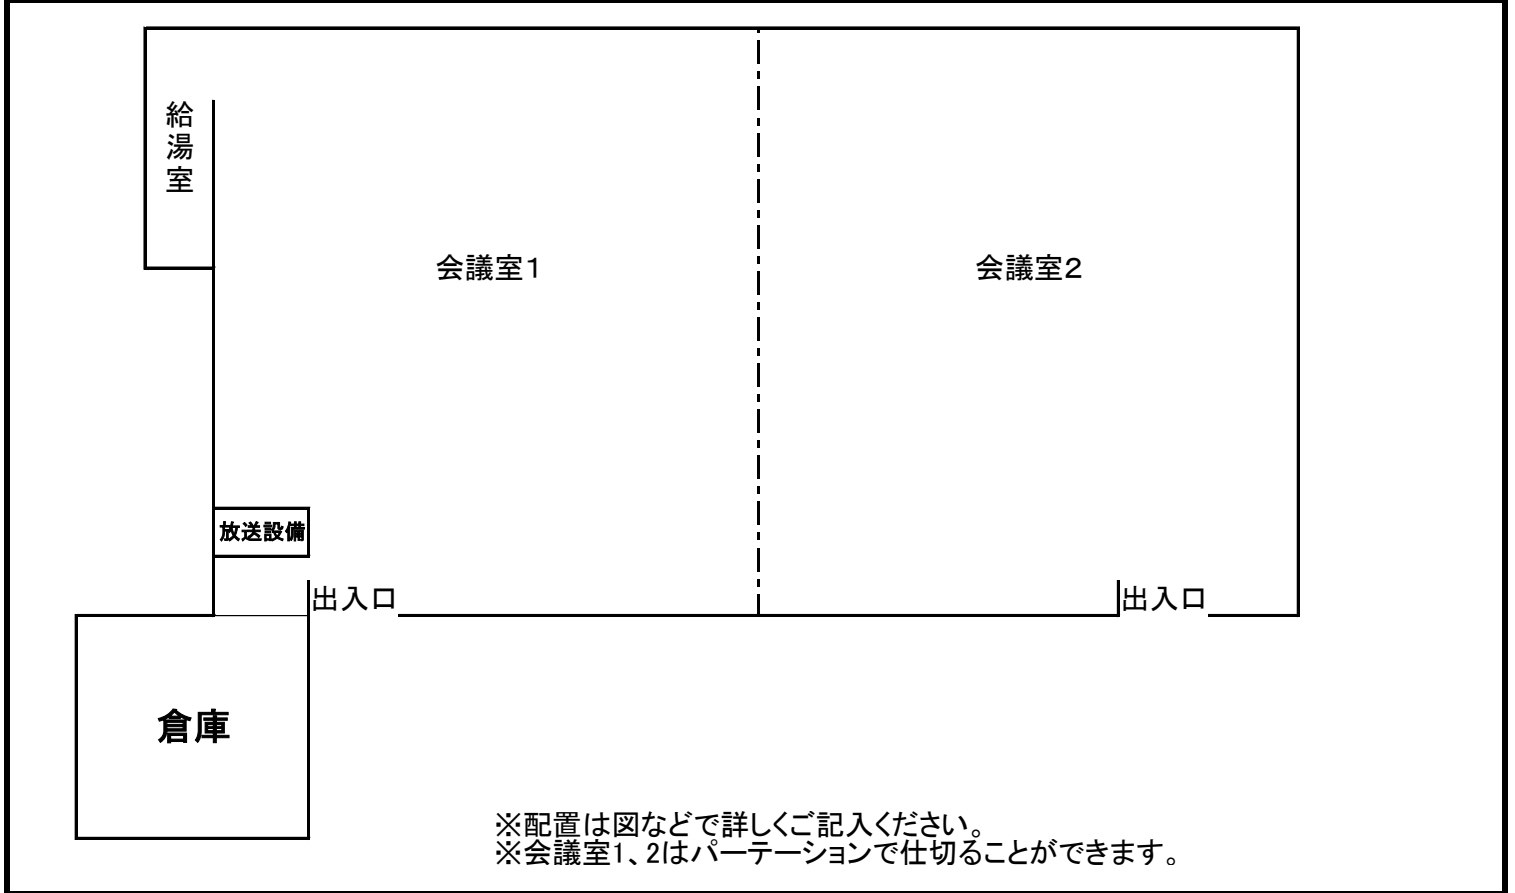 給湯室
会議室１
会議室２
放送設備
出入口
出入口
倉庫
※配置は図などで詳しくご記入ください。
※会議室1、2はパーテーションで仕切ることができます。